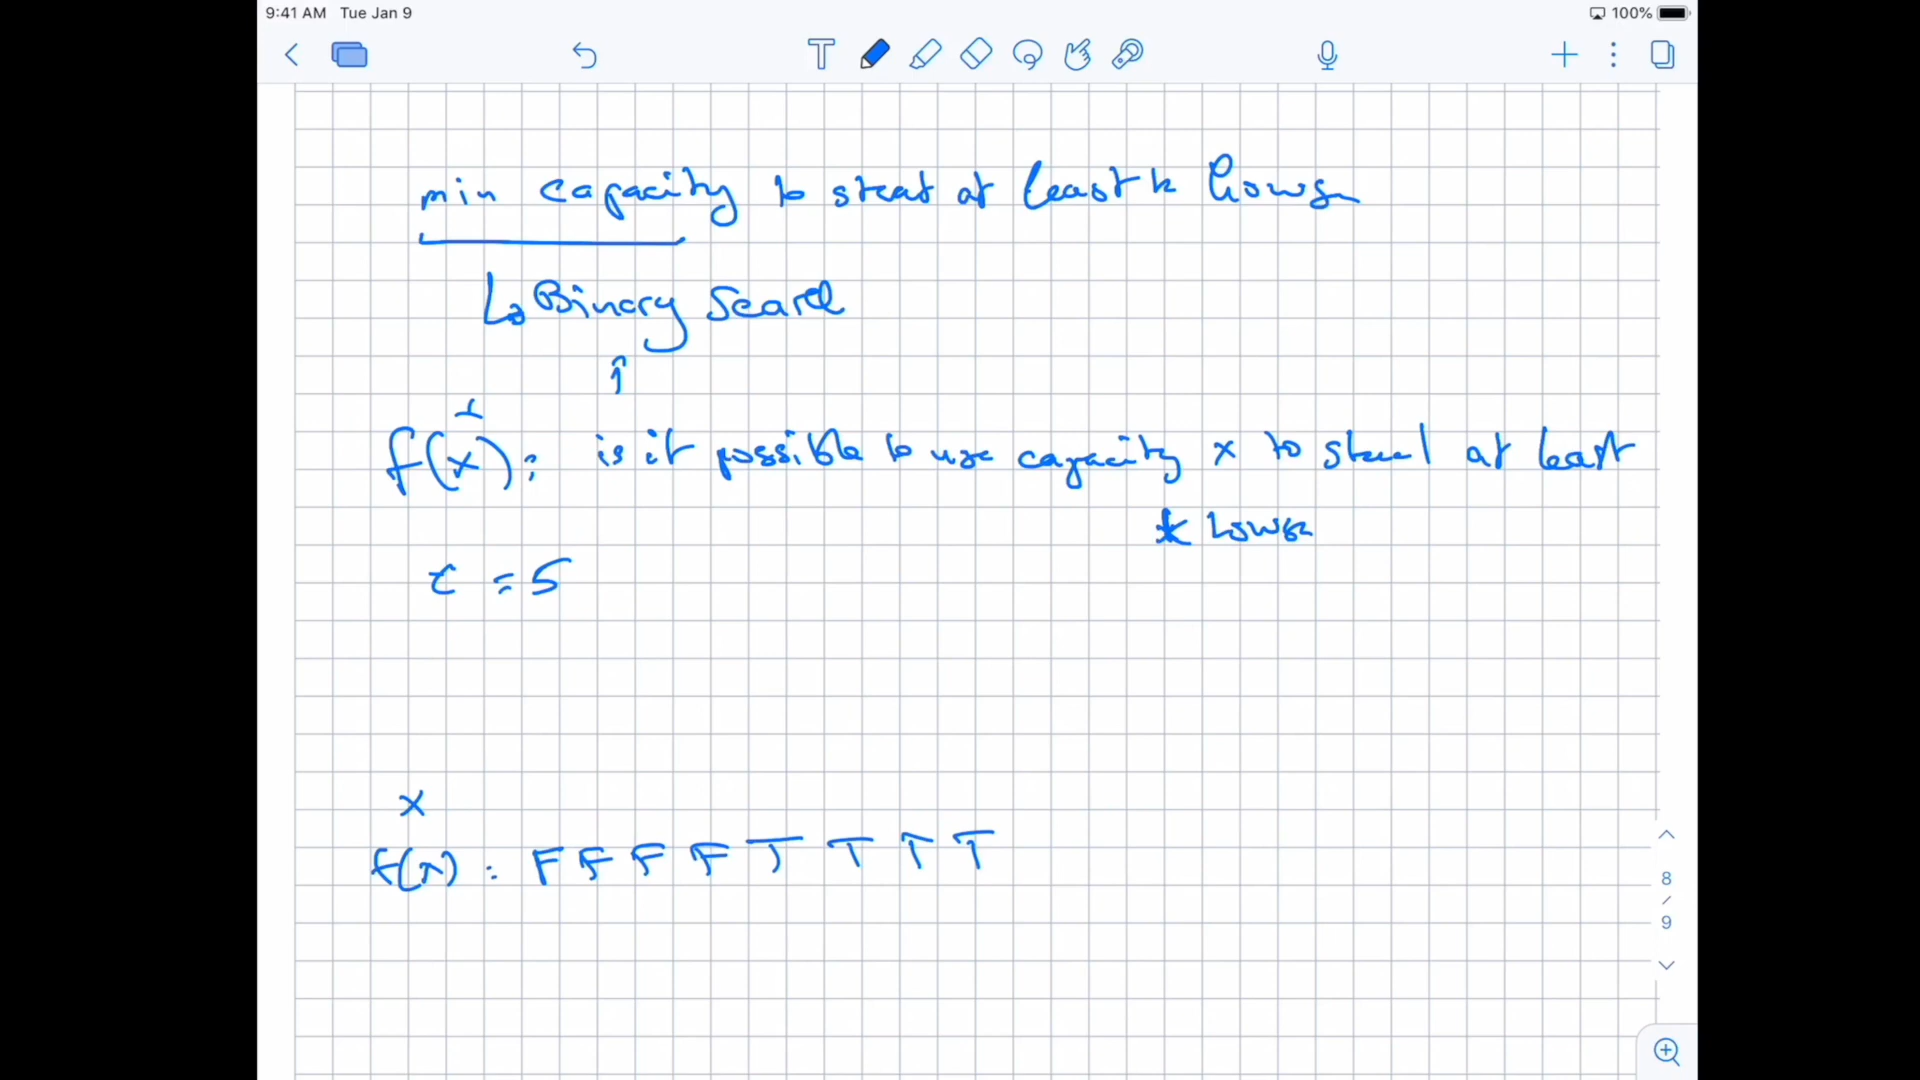 9:41 AM Tue Jan 9 100%
min capacity to steal at least k houses
↳ Binary Search
↑
f(x): is it possible to use capacity x to steal at least
k houses
c = 5
x
f(x): F F F F T T T T
8
/
9